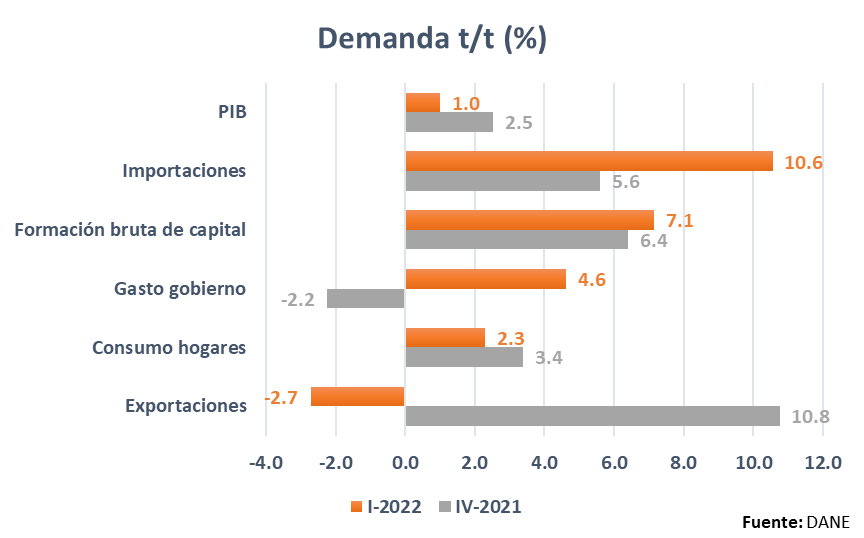 Demanda t/t (%)
PIB
1.0
2.5
Importaciones
10.6
5.6
Formación bruta de capital
7.1
6.4
Gasto gobierno
4.6
-2.2
Consumo hogares
2.3
3.4
Exportaciones
-2.7
10.8
-4.0 -2.0 0.0 2.0 4.0 6.0 8.0 10.0 12.0
I-2022 IV-2021
Fuente: DANE